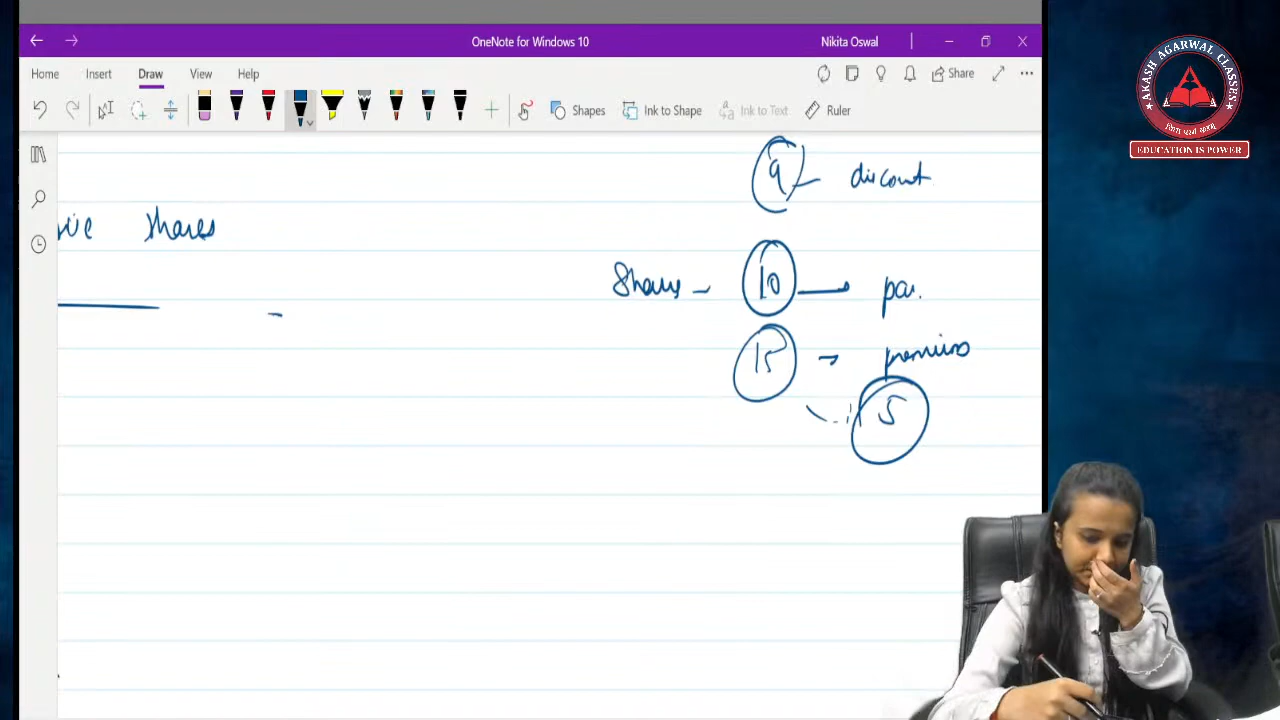 OneNote for Windows 10
Nikita Oswal
Home Insert Draw View Help
Share
Shapes Ink to Shape Ink to Text Ruler
9 - discount
shares
Share - 10 par.
15 → premium
5
AKASH AGARWAL CLASSES
EDUCATION IS POWER